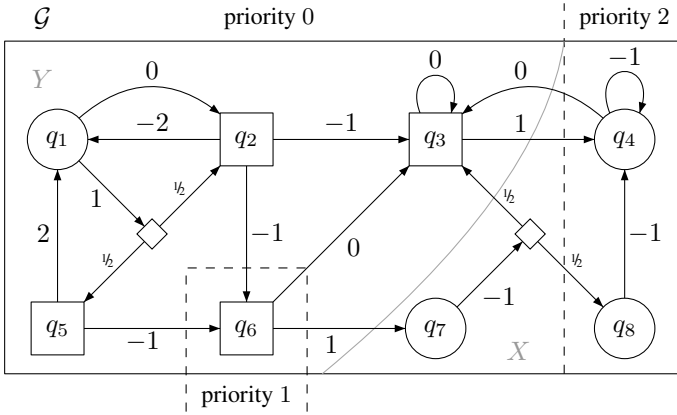 𝒢 priority 0 priority 2
Y 0 0 0 −1
q₁ −2 q₂ −1 q₃ 1 q₄
1 ½ ½
2 −1 0 −1
½ −1 ½
q₅ −1 q₆ 1 q₇ X q₈
priority 1